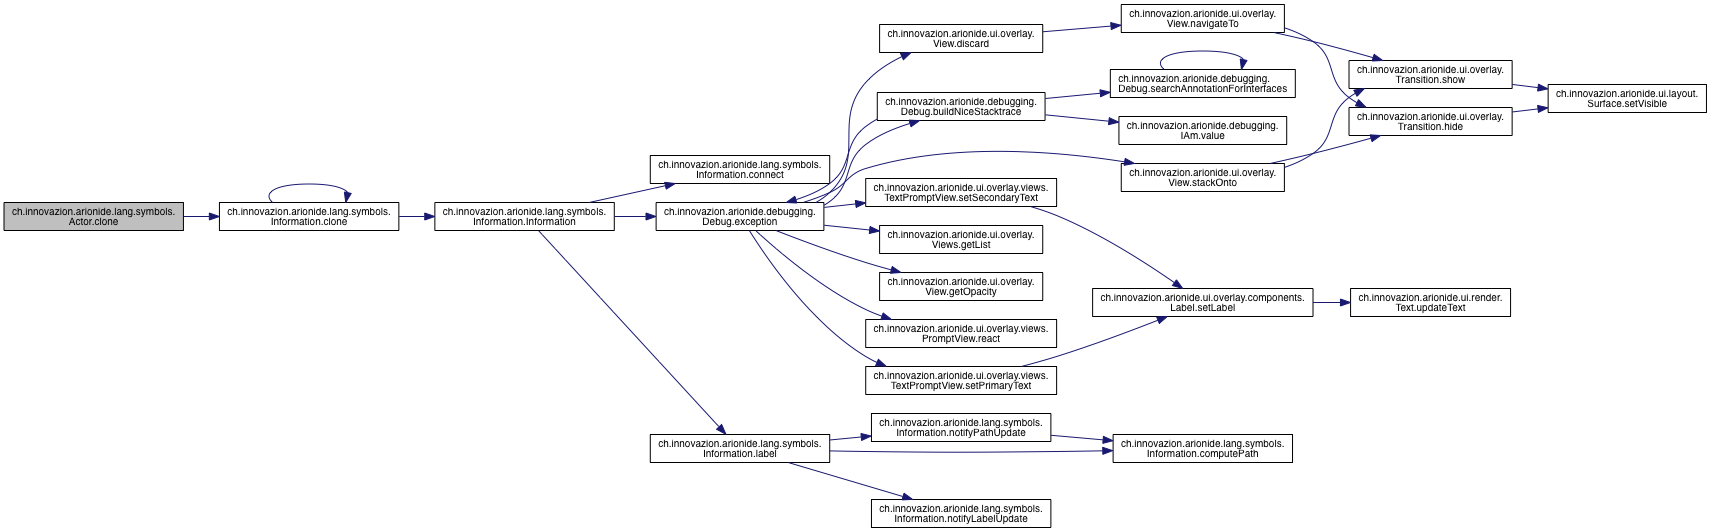 ch.innovazion.arionide.lang.symbols.
Actor.clone
ch.innovazion.arionide.lang.symbols.
Information.clone
ch.innovazion.arionide.lang.symbols.
Information.Information
ch.innovazion.arionide.lang.symbols.
Information.connect
ch.innovazion.arionide.debugging.
Debug.exception
ch.innovazion.arionide.lang.symbols.
Information.label
ch.innovazion.arionide.ui.overlay.
View.discard
ch.innovazion.arionide.debugging.
Debug.buildNiceStacktrace
ch.innovazion.arionide.ui.overlay.views.
TextPromptView.setSecondaryText
ch.innovazion.arionide.ui.overlay.
Views.getList
ch.innovazion.arionide.ui.overlay.
View.getOpacity
ch.innovazion.arionide.ui.overlay.views.
PromptView.react
ch.innovazion.arionide.ui.overlay.views.
TextPromptView.setPrimaryText
ch.innovazion.arionide.lang.symbols.
Information.notifyPathUpdate
ch.innovazion.arionide.lang.symbols.
Information.notifyLabelUpdate
ch.innovazion.arionide.ui.overlay.
View.navigateTo
ch.innovazion.arionide.debugging.
Debug.searchAnnotationForInterfaces
ch.innovazion.arionide.debugging.
IAm.value
ch.innovazion.arionide.ui.overlay.
View.stackOnto
ch.innovazion.arionide.ui.overlay.components.
Label.setLabel
ch.innovazion.arionide.lang.symbols.
Information.computePath
ch.innovazion.arionide.ui.overlay.
Transition.show
ch.innovazion.arionide.ui.overlay.
Transition.hide
ch.innovazion.arionide.ui.render.
Text.updateText
ch.innovazion.arionide.ui.layout.
Surface.setVisible